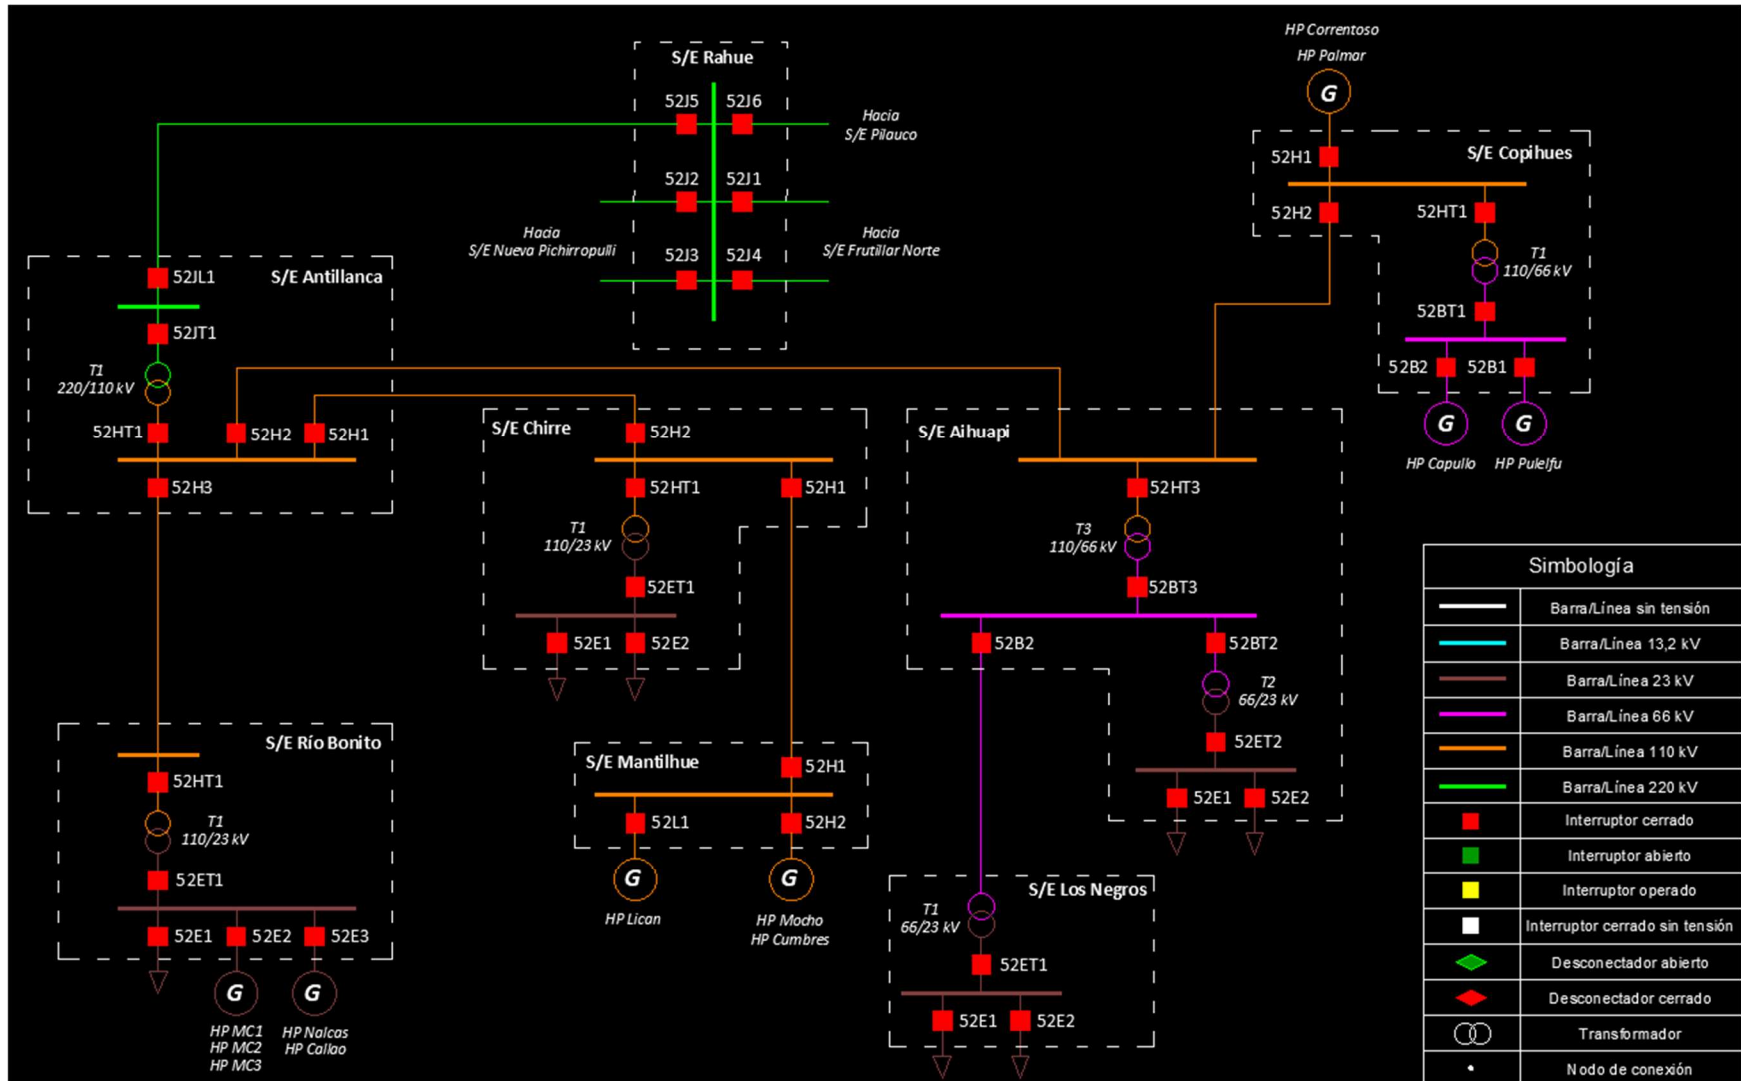 S/E Rahue
52J5
52J6
Hacia
S/E Pilauco
52J2
52J1
Hacia
S/E Nueva Pichirropulli
Hacia
S/E Frutillar Norte
52J3
52J4
HP Correntoso
HP Palmar
G
52H1
S/E Copihues
52H2
52HT1
T1
110/66 kV
52BT1
52B2
52B1
G
G
HP Capullo
HP Pulelfu
52JL1
S/E Antillanca
52JT1
T1
220/110 kV
52HT1
52H2
52H1
52H3
S/E Chirre
52H2
52HT1
52H1
T1
110/23 kV
52ET1
52E1
52E2
S/E Aihuapi
52HT3
T3
110/66 kV
52BT3
52B2
52BT2
T2
66/23 kV
52ET2
52E1
52E2
S/E Río Bonito
52HT1
T1
110/23 kV
52ET1
52E1
52E2
52E3
G
G
HP MC1
HP MC2
HP MC3
HP Nalcas
HP Callao
S/E Mantilhue
52H1
52L1
52H2
G
G
HP Lican
HP Mocho
HP Cumbres
S/E Los Negros
T1
66/23 kV
52ET1
52E1
52E2
Simbología
Barra/Línea sin tensión
Barra/Línea 13,2 kV
Barra/Línea 23 kV
Barra/Línea 66 kV
Barra/Línea 110 kV
Barra/Línea 220 kV
Interruptor cerrado
Interruptor abierto
Interruptor operado
Interruptor cerrado sin tensión
Desconectador abierto
Desconectador cerrado
Transformador
Nodo de conexión